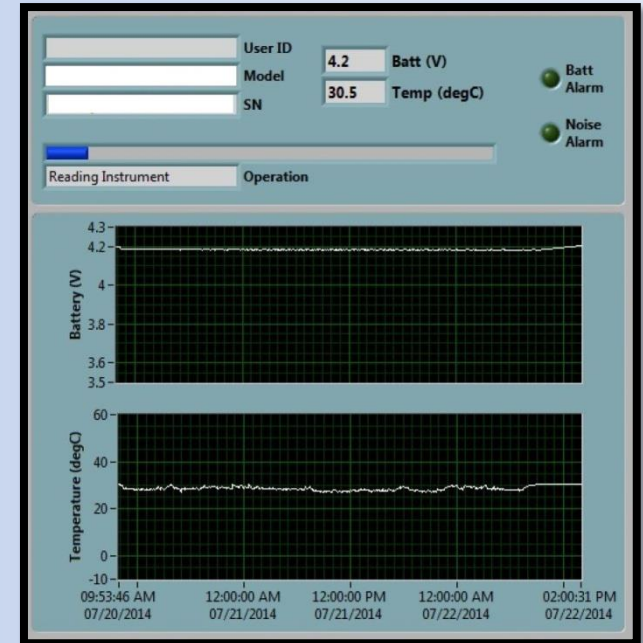 User ID
Model
SN
4.2 Batt (V)
30.5 Temp (degC)
Batt
Alarm
Noise
Alarm
Reading Instrument Operation
Battery (V)
4.3
4.2
4
3.8
3.6
3.5
Temperature (degC)
60
40
20
0
-10
09:53:46 AM 12:00:00 AM 12:00:00 PM 12:00:00 AM 02:00:31 PM
07/20/2014 07/21/2014 07/21/2014 07/22/2014 07/22/2014